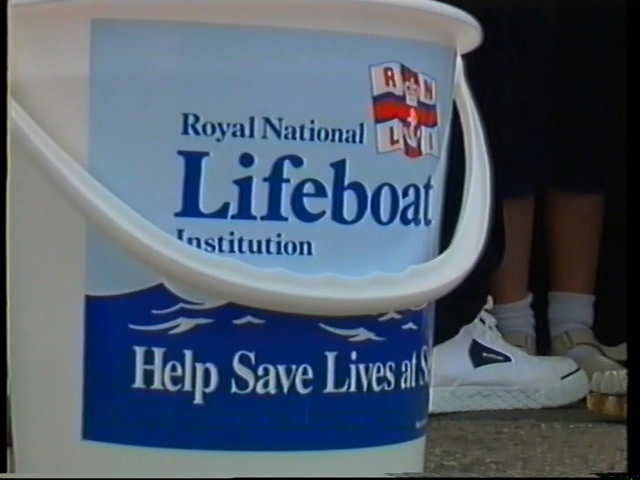 R N
L I
Royal National
Lifeboat
Institution
Help Save Lives at